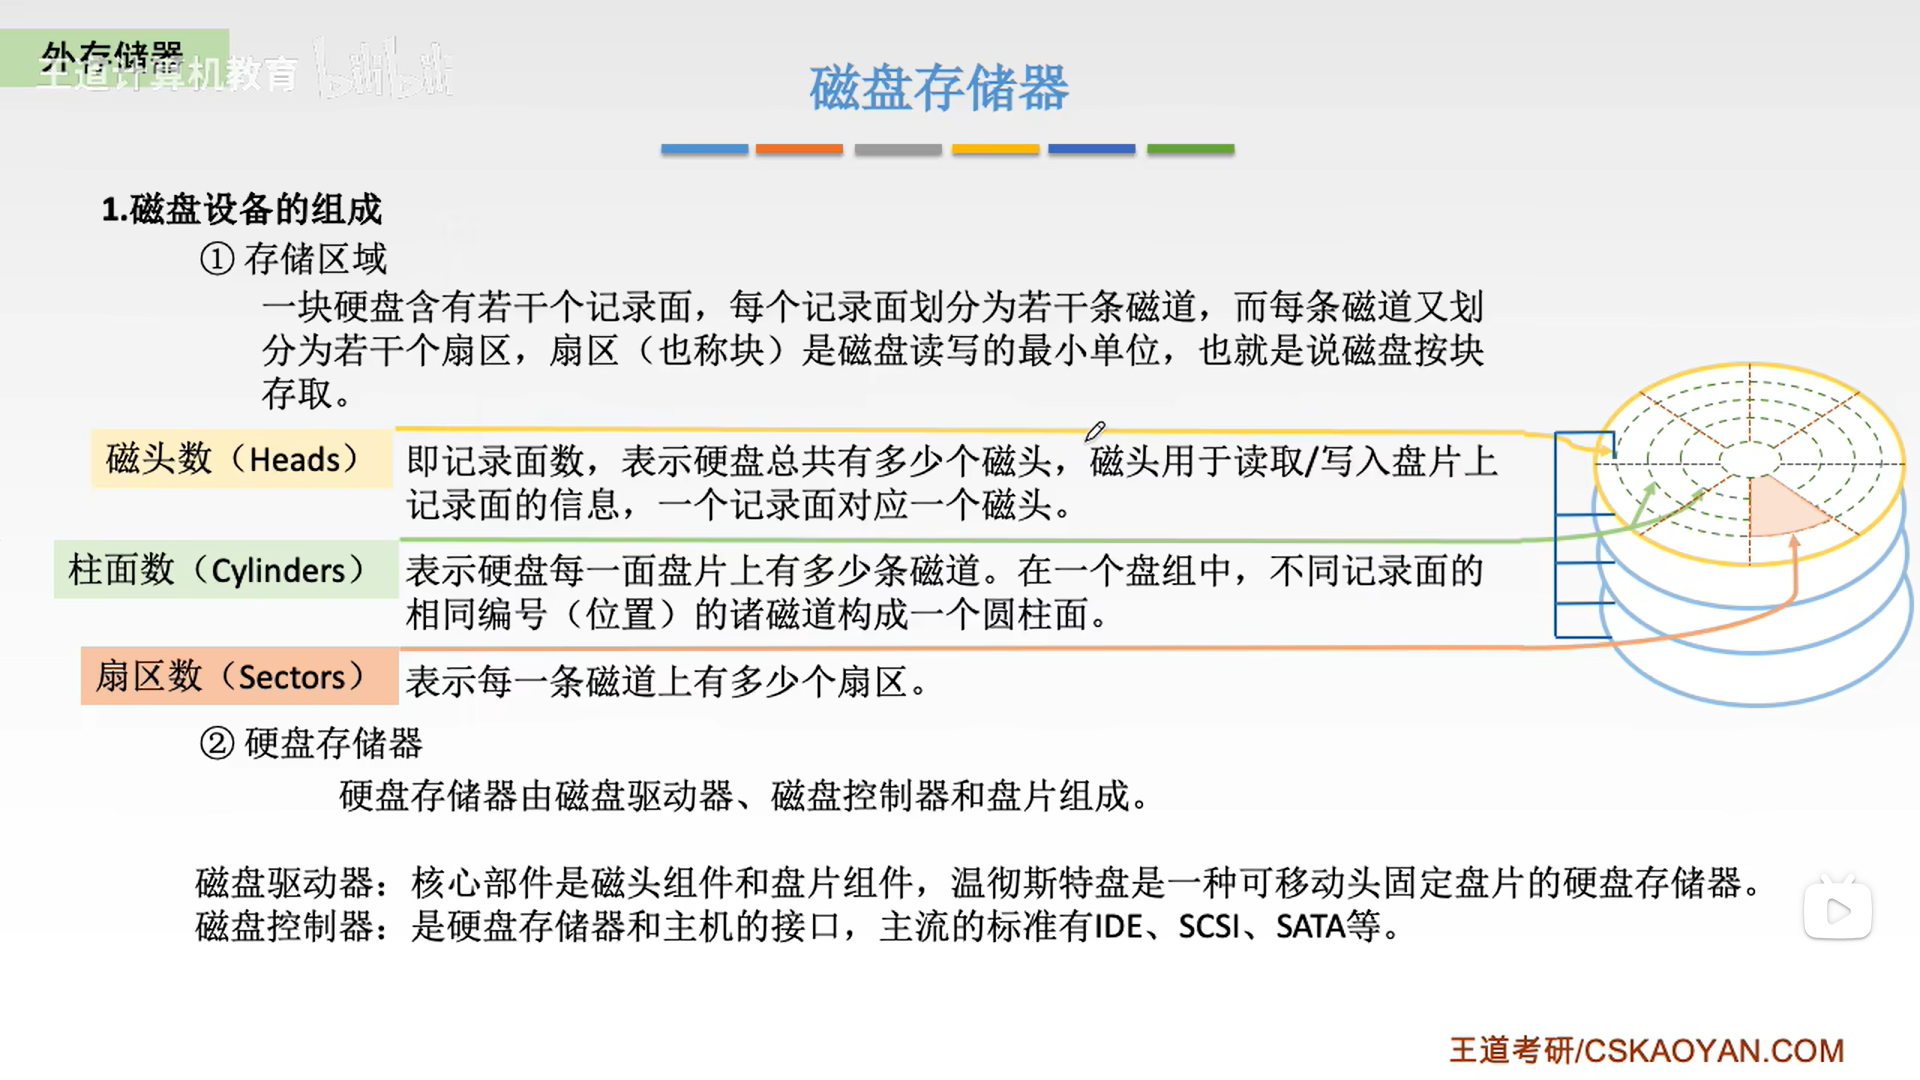 外存储器
王道计算机教育 bilibili
磁盘存储器
1.磁盘设备的组成
① 存储区域
一块硬盘含有若干个记录面，每个记录面划分为若干条磁道，而每条磁道又划
分为若干个扇区，扇区（也称块）是磁盘读写的最小单位，也就是说磁盘按块
存取。
磁头数（Heads）
即记录面数，表示硬盘总共有多少个磁头，磁头用于读取/写入盘片上
记录面的信息，一个记录面对应一个磁头。
柱面数（Cylinders）
表示硬盘每一面盘片上有多少条磁道。在一个盘组中，不同记录面的
相同编号（位置）的诸磁道构成一个圆柱面。
扇区数（Sectors）
表示每一条磁道上有多少个扇区。
② 硬盘存储器
硬盘存储器由磁盘驱动器、磁盘控制器和盘片组成。
磁盘驱动器：核心部件是磁头组件和盘片组件，温彻斯特盘是一种可移动头固定盘片的硬盘存储器。
磁盘控制器：是硬盘存储器和主机的接口，主流的标准有IDE、SCSI、SATA等。
王道考研/CSKAOYAN.COM